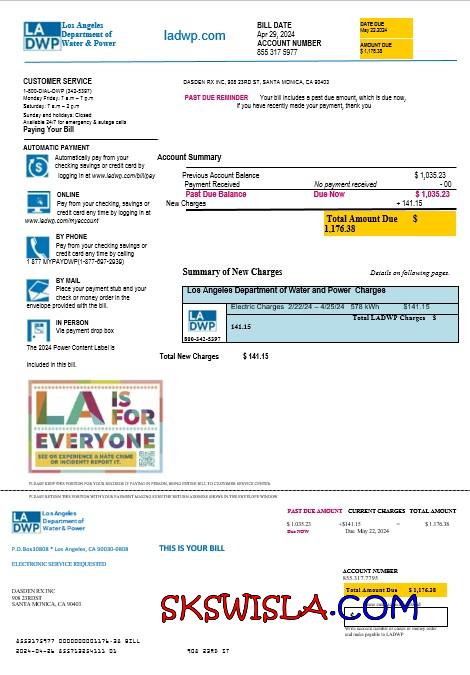 LA DWP
Los Angeles
Department of
Water & Power
ladwp.com
BILL DATE
Apr 29, 2024
ACCOUNT NUMBER
855 317 5977
DATE DUE
May 22,2024
AMOUNT DUE
$ 1,176.38
CUSTOMER SERVICE
1-800-DIAL-DWP (342-5397)
Monday Friday: 7 a.m – 7 p.m
Saturday: 7 a.m – 2 p.m
Sunday and holidays: Closed
Available 24/7 for emergency & outage calls
Paying Your Bill
DASDEN RX INC, 908 23RD ST, SANTA MONICA, CA 90403
PAST DUE REMINDER Your bill includes a past due amount, which is due now,
if you have recently made your payment, thank you
AUTOMATIC PAYMENT
Automatically pay from your
checking savings or credit card by
logging in at www.ladwp.com/bill/pay
ONLINE
Pay from your checking, savings or
credit card any time by logging in at
www.ladwp.com/myaccount
BY PHONE
Pay from your checking, savings or
credit card any time by calling
1 877 MYPAYDWP(1-877-697-2939)
BY MAIL
Place your payment stub and your
check or money order in the
envelope provided with the bill.
IN PERSON
Via payment drop box
The 2024 Power Content Label is
included in this bill.
Account Summary
Previous Account Balance $ 1,035.23
Payment Received No payment received - 00
Past Due Balance Due Now $ 1,035.23
New Charges + 141.15
Total Amount Due $
1,176.38
Summary of New Charges Details on following pages.
Los Angeles Department of Water and Power Charges
Electric Charges 2/22/24 – 4/25/24 578 kWh $141.15
Total LADWP Charges $
141.15
LA DWP
800-342-5397
Total New Charges $ 141.15
LA IS
FOR
EVERYONE
SEE OR EXPERIENCE A HATE CRIME
OR INCIDENT? REPORT IT.
PLEASE KEEP THIS PORTION FOR YOUR RECORDS IF PAYING IN PERSON, BRING ENTIRE BILL TO CUSTOMER SERVICE CENTER.
PLEASE RETURN THIS PORTION WITH YOUR PAYMENT MAKING SURE THE RETURN ADDRESS SHOWS IN THE ENVELOPE WINDOW
LA DWP
Los Angeles
Department of
Water & Power
P.O.Box30808 * Los Angeles, CA 90030-0808
THIS IS YOUR BILL
ELECTRONIC SERVICE REQUESTED
PAST DUE AMOUNT CURRENT CHARGES TOTAL AMOUNT
$ 1,035.23 +$141.15 = $ 1,176.38
Due NOW Due May 22, 2024
ACCOUNT NUMBER
855.317.7795
Total Amount Due $ 1,176.38
DASDEN RX INC
908 23RDST
SANTA MONICA, CA 90403
SKSWISLA.COM
Write account number on check or money order
and make payable to LADWP
908 23RD ST